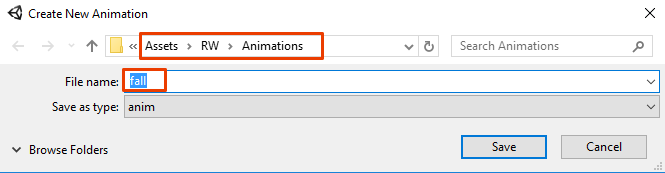 Create New Animation
« Assets > RW > Animations
Search Animations
File name: fall
Save as type: anim
Browse Folders
Save
Cancel